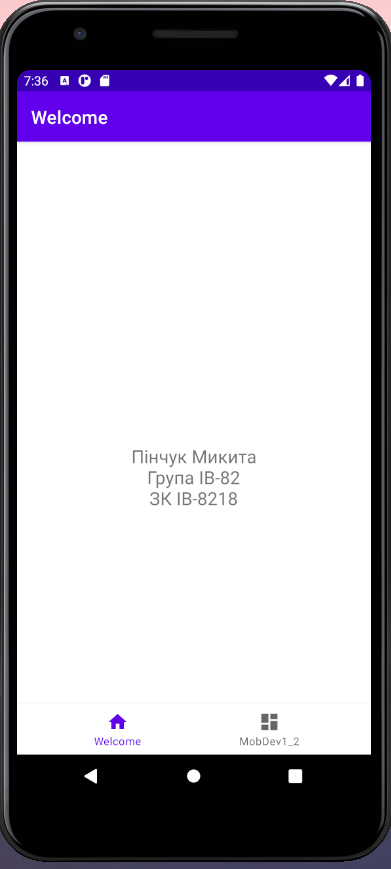 7:36
Welcome
Пінчук Микита
Група ІВ-82
ЗК ІВ-8218
Welcome
MobDev1_2